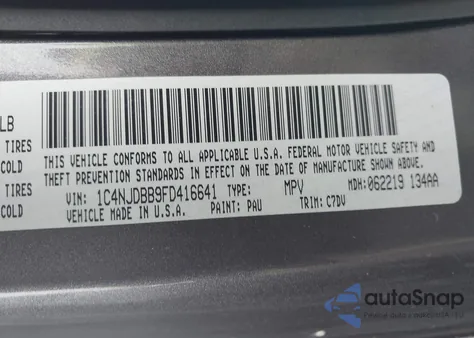 LB
TIRES
COLD
TIRES
COLD
THIS VEHICLE CONFORMS TO ALL APPLICABLE U.S.A. FEDERAL MOTOR VEHICLE SAFETY AND
THEFT PREVENTION STANDARDS IN EFFECT ON THE DATE OF MANUFACTURE SHOWN ABOVE.
VIN: 1C4NJDBB9FD416641 TYPE: MPV MDH:062219 134AA
VEHICLE MADE IN U.S.A. PAINT: PAU TRIM: C7DV
autoSnap